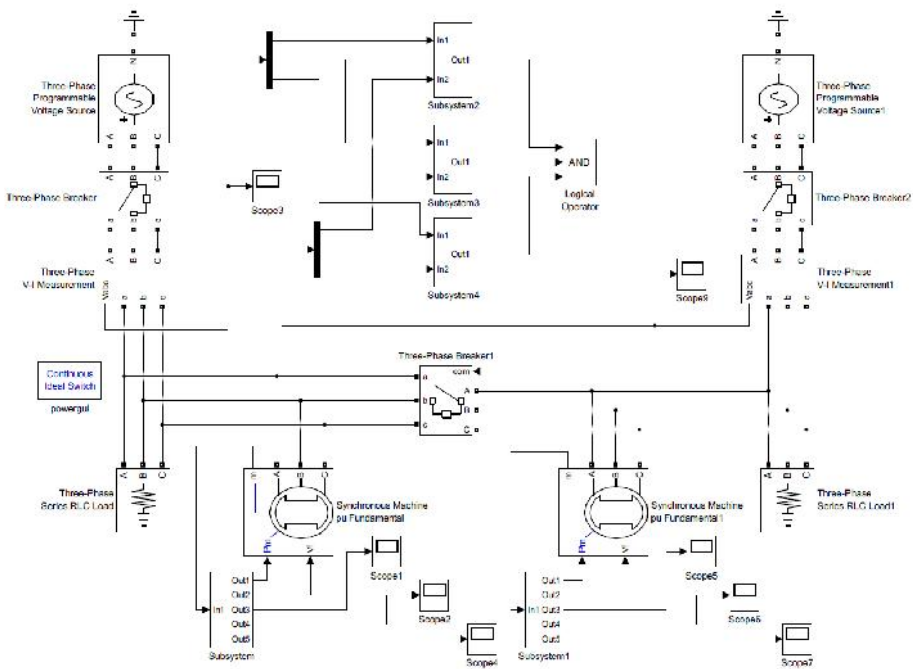 N
Three-Phase
Programmable
Voltage Source
A B C
A B C
Three-Phase Breaker
a b c
A B C
Three-Phase
V-I Measurement
Vabc
a b c
In1
Out1
In2
Subsystem2
In1
Out1
In2
Subsystem3
In1
Out1
In2
Subsystem4
Scope3
AND
Logical
Operator
Scope9
N
Three-Phase
Programmable
Voltage Source1
A B C
A B C
Three-Phase Breaker2
a b c
A B C
Three-Phase
V-I Measurement1
Vabc
a b c
Continuous
Ideal Switch
powergui
Three-Phase Breaker1
com
a
A
b
B
c
C
A B C
Three-Phase
Series RLC Load
m
A B C
Synchronous Machine
pu Fundamental
Pm
Vf
m
A B C
Synchronous Machine
pu Fundamental1
Pm
Vf
A B C
Three-Phase
Series RLC Load1
Out1
Out2
In1 Out3
Out4
Out5
Subsystem
Scope1
Scope2
Scope4
Out1
Out2
In1 Out3
Out4
Out5
Subsystem1
Scope5
Scope6
Scope7